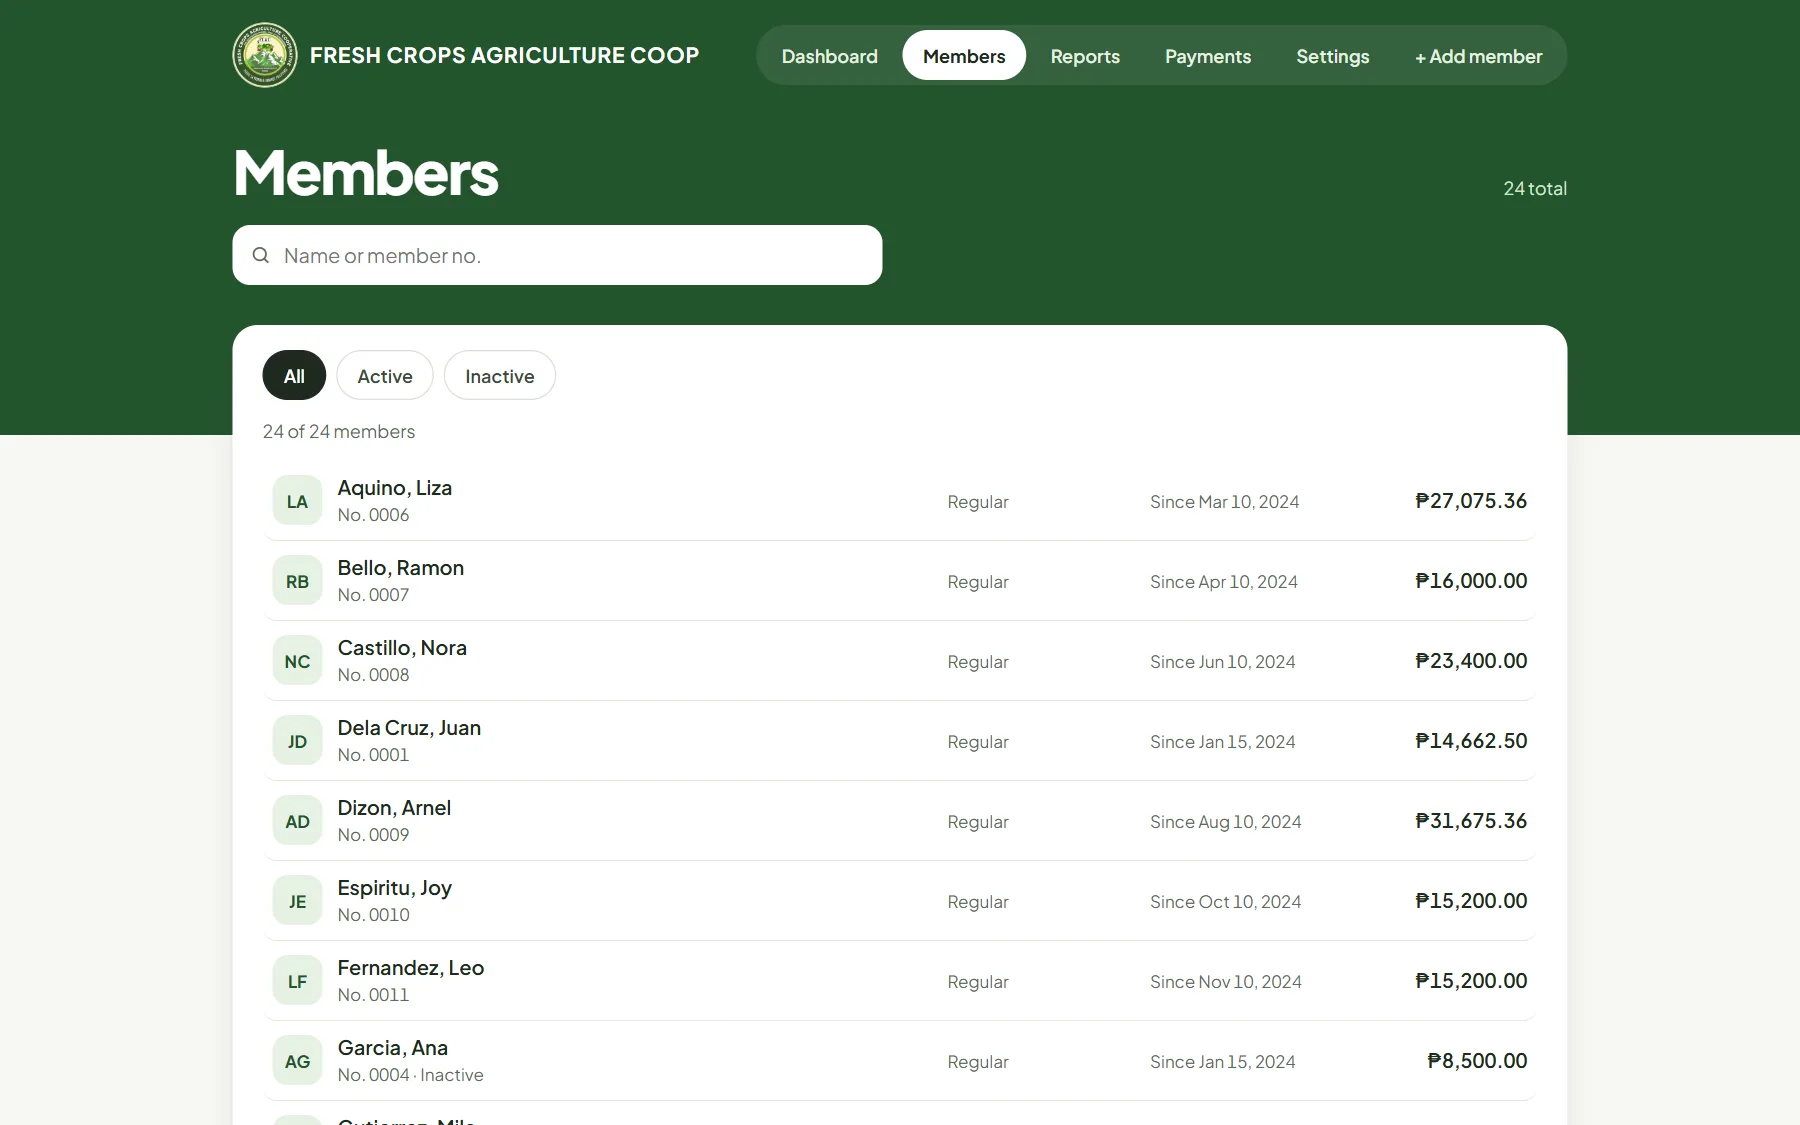 FRESH CROPS AGRICULTURE COOP
Dashboard
Members
Reports
Payments
Settings
+ Add member
Members
24 total
Name or member no.
All
Active
Inactive
24 of 24 members
LA
Aquino, Liza
No. 0006
Regular
Since Mar 10, 2024
₱27,075.36
RB
Bello, Ramon
No. 0007
Regular
Since Apr 10, 2024
₱16,000.00
NC
Castillo, Nora
No. 0008
Regular
Since Jun 10, 2024
₱23,400.00
JD
Dela Cruz, Juan
No. 0001
Regular
Since Jan 15, 2024
₱14,662.50
AD
Dizon, Arnel
No. 0009
Regular
Since Aug 10, 2024
₱31,675.36
JE
Espiritu, Joy
No. 0010
Regular
Since Oct 10, 2024
₱15,200.00
LF
Fernandez, Leo
No. 0011
Regular
Since Nov 10, 2024
₱15,200.00
AG
Garcia, Ana
No. 0004 · Inactive
Regular
Since Jan 15, 2024
₱8,500.00